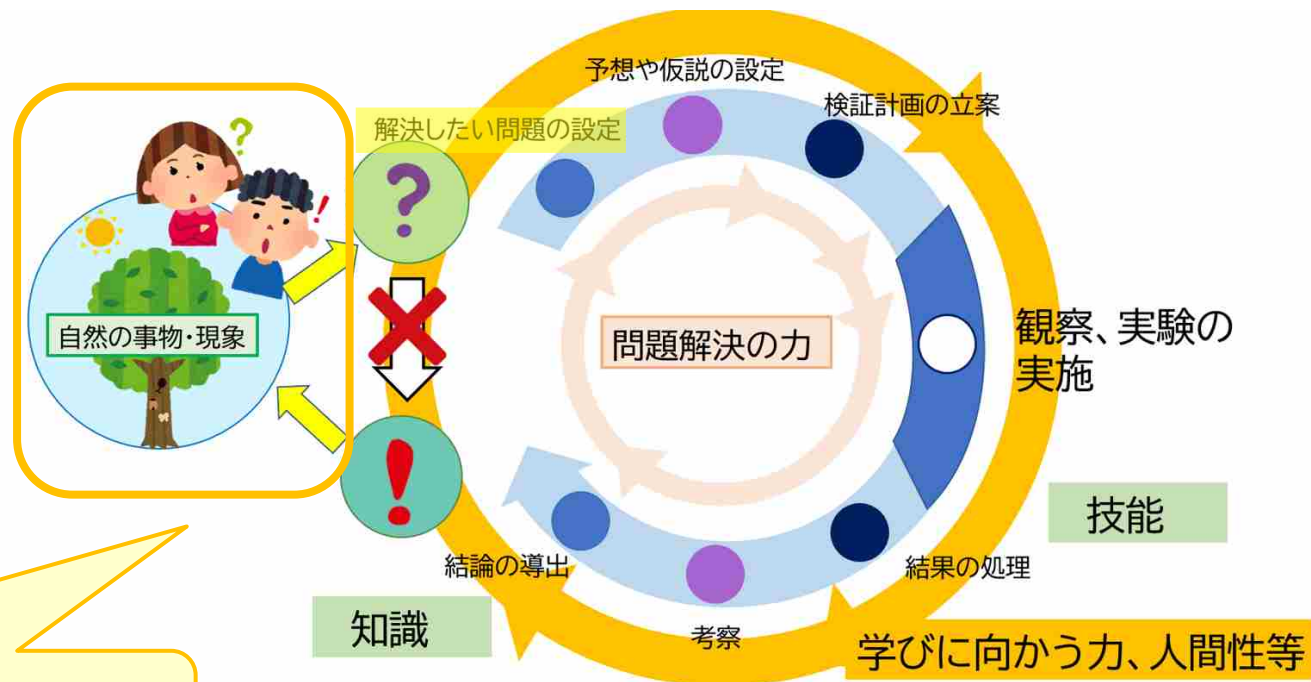 予想や仮説の設定
検証計画の立案
解決したい問題の設定
?
!
?
自然の事物・現象
問題解決の力
観察、実験の
実施
!
技能
結論の導出
結果の処理
知識
考察
学びに向かう力、人間性等